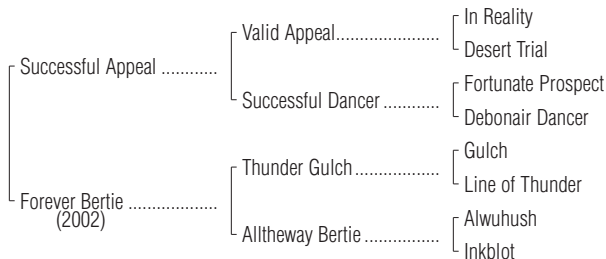 In Reality
Valid Appeal
Desert Trial
Successful Appeal
Fortunate Prospect
Successful Dancer
Debonair Dancer
Gulch
Thunder Gulch
Line of Thunder
Forever Bertie
(2002)
Alwuhush
Alltheway Bertie
Inkblot